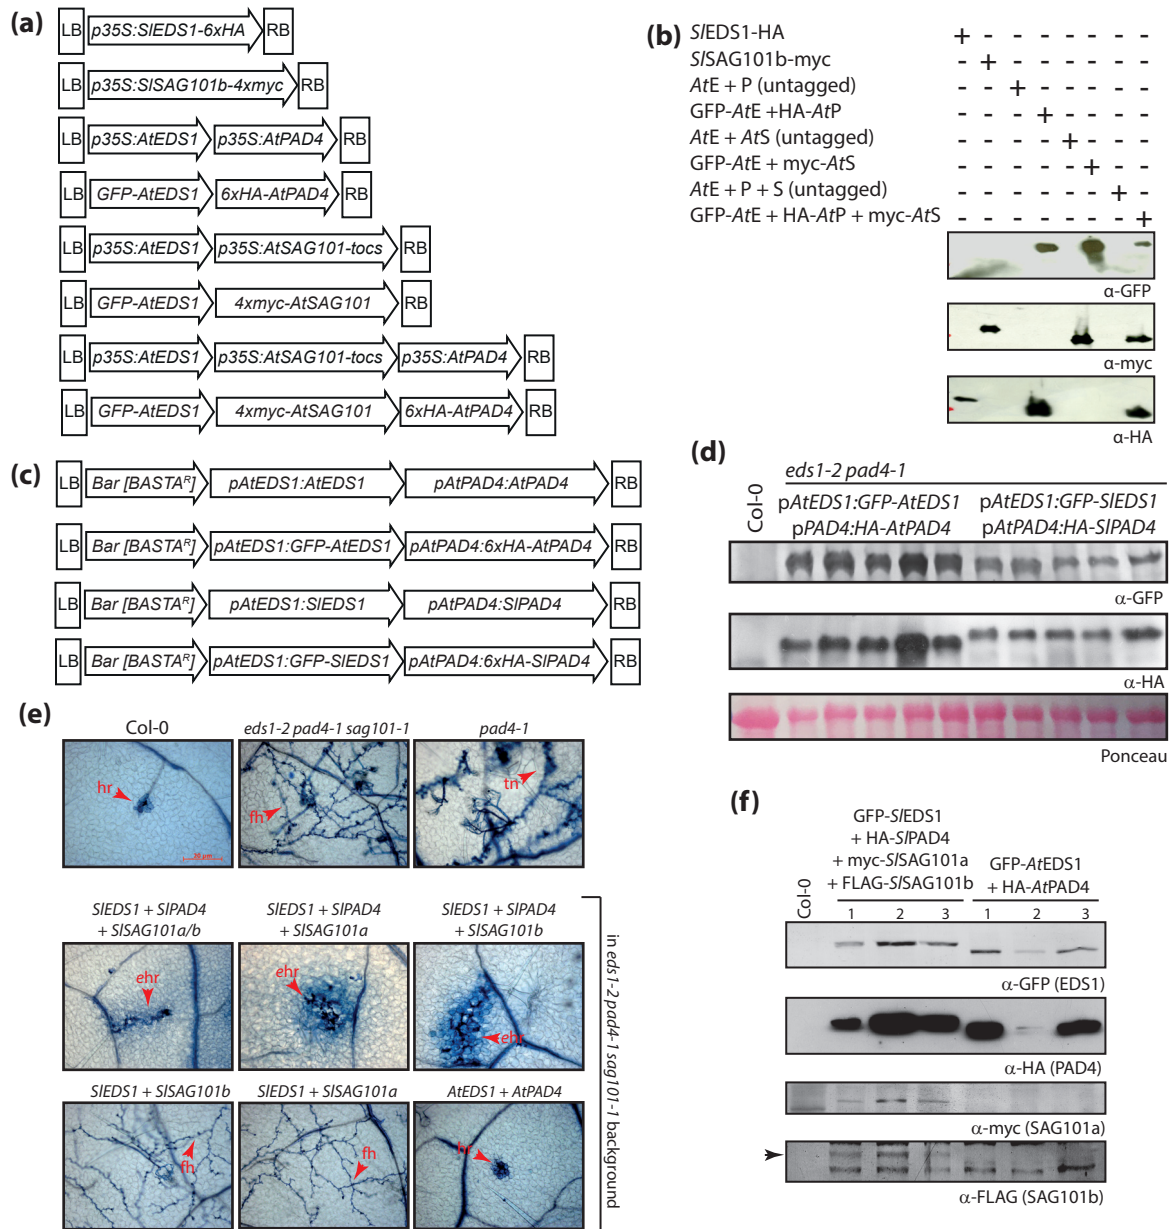 (a)
LB p35S:SlEDS1-6xHA RB
LB p35S:SlSAG101b-4xmyc RB
LB p35S:AtEDS1 p35S:AtPAD4 RB
LB GFP-AtEDS1 6xHA-AtPAD4 RB
LB p35S:AtEDS1 p35S:AtSAG101-tocs RB
LB GFP-AtEDS1 4xmyc-AtSAG101 RB
LB p35S:AtEDS1 p35S:AtSAG101-tocs p35S:AtPAD4 RB
LB GFP-AtEDS1 4xmyc-AtSAG101 6xHA-AtPAD4 RB
(b)
SlEDS1-HA + - - - - - - -
SlSAG101b-myc - + - - - - - -
AtE + P (untagged) - - + - - - - -
GFP-AtE +HA-AtP - - - + - - - -
AtE + AtS (untagged) - - - - + - - -
GFP-AtE + myc-AtS - - - - - + - -
AtE + P + S (untagged) - - - - - - + -
GFP-AtE + HA-AtP + myc-AtS - - - - - - - +
α-GFP
α-myc
α-HA
(c)
LB Bar [BASTAᴿ] pAtEDS1:AtEDS1 pAtPAD4:AtPAD4 RB
LB Bar [BASTAᴿ] pAtEDS1:GFP-AtEDS1 pAtPAD4:6xHA-AtPAD4 RB
LB Bar [BASTAᴿ] pAtEDS1:SlEDS1 pAtPAD4:SlPAD4 RB
LB Bar [BASTAᴿ] pAtEDS1:GFP-SlEDS1 pAtPAD4:6xHA-SlPAD4 RB
(d)
Col-0
eds1-2 pad4-1
pAtEDS1:GFP-AtEDS1 pAtEDS1:GFP-SlEDS1
pPAD4:HA-AtPAD4 pAtPAD4:HA-SlPAD4
α-GFP
α-HA
Ponceau
(e)
Col-0 eds1-2 pad4-1 sag101-1 pad4-1
hr fh tn
SlEDS1 + SlPAD4 SlEDS1 + SlPAD4 SlEDS1 + SlPAD4
+ SlSAG101a/b + SlSAG101a + SlSAG101b
ehr ehr ehr
SlEDS1 + SlSAG101b SlEDS1 + SlSAG101a AtEDS1 + AtPAD4
fh fh hr
in eds1-2 pad4-1 sag101-1 background
(f)
Col-0
GFP-SlEDS1
+ HA-SlPAD4
+ myc-SlSAG101a GFP-AtEDS1
+ FLAG-SlSAG101b + HA-AtPAD4
1 2 3 1 2 3
α-GFP (EDS1)
α-HA (PAD4)
α-myc (SAG101a)
α-FLAG (SAG101b)